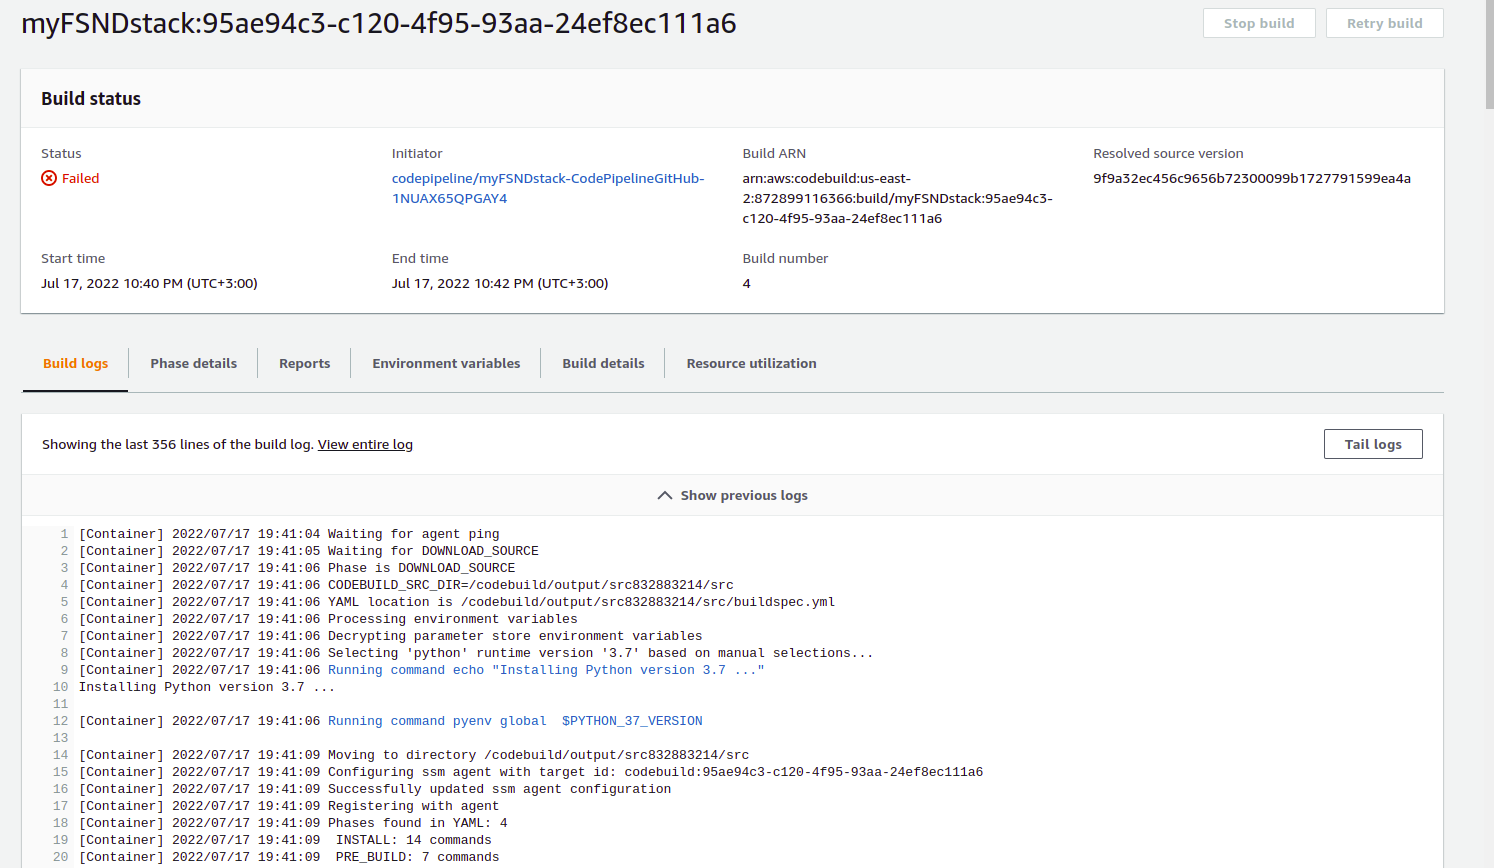 myFSNDstack:95ae94c3-c120-4f95-93aa-24ef8ec111a6
Stop build
Retry build
Build status
Status
Failed
Initiator
codepipeline/myFSNDstack-CodePipelineGitHub-
1NUAX65QPGAY4
Build ARN
arn:aws:codebuild:us-east-
2:872899116366:build/myFSNDstack:95ae94c3-
c120-4f95-93aa-24ef8ec111a6
Resolved source version
9f9a32ec456c9656b72300099b1727791599ea4a
Start time
Jul 17, 2022 10:40 PM (UTC+3:00)
End time
Jul 17, 2022 10:42 PM (UTC+3:00)
Build number
4
Build logs
Phase details
Reports
Environment variables
Build details
Resource utilization
Showing the last 356 lines of the build log. View entire log
Tail logs
Show previous logs
1 [Container] 2022/07/17 19:41:04 Waiting for agent ping
2 [Container] 2022/07/17 19:41:05 Waiting for DOWNLOAD_SOURCE
3 [Container] 2022/07/17 19:41:06 Phase is DOWNLOAD_SOURCE
4 [Container] 2022/07/17 19:41:06 CODEBUILD_SRC_DIR=/codebuild/output/src832883214/src
5 [Container] 2022/07/17 19:41:06 YAML location is /codebuild/output/src832883214/src/buildspec.yml
6 [Container] 2022/07/17 19:41:06 Processing environment variables
7 [Container] 2022/07/17 19:41:06 Decrypting parameter store environment variables
8 [Container] 2022/07/17 19:41:06 Selecting 'python' runtime version '3.7' based on manual selections...
9 [Container] 2022/07/17 19:41:06 Running command echo "Installing Python version 3.7 ..."
10 Installing Python version 3.7 ...
11
12 [Container] 2022/07/17 19:41:06 Running command pyenv global  $PYTHON_37_VERSION
13
14 [Container] 2022/07/17 19:41:09 Moving to directory /codebuild/output/src832883214/src
15 [Container] 2022/07/17 19:41:09 Configuring ssm agent with target id: codebuild:95ae94c3-c120-4f95-93aa-24ef8ec111a6
16 [Container] 2022/07/17 19:41:09 Successfully updated ssm agent configuration
17 [Container] 2022/07/17 19:41:09 Registering with agent
18 [Container] 2022/07/17 19:41:09 Phases found in YAML: 4
19 [Container] 2022/07/17 19:41:09  INSTALL: 14 commands
20 [Container] 2022/07/17 19:41:09  PRE_BUILD: 7 commands